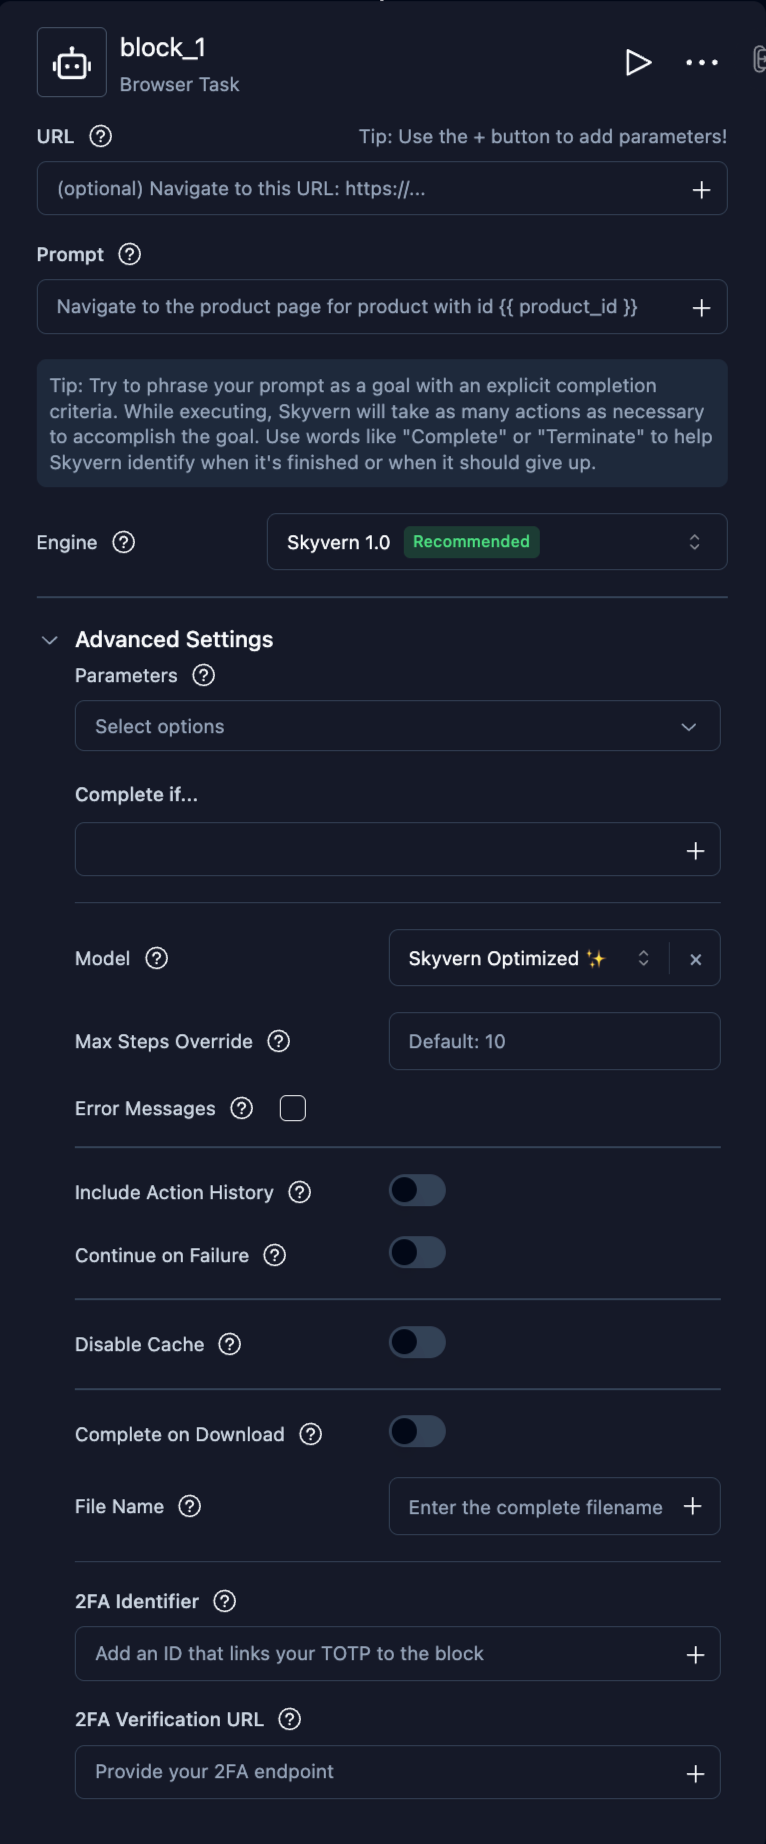 block_1
Browser Task
URL
Tip: Use the + button to add parameters!
(optional) Navigate to this URL: https://...
Prompt
Navigate to the product page for product with id {{ product_id }}
Tip: Try to phrase your prompt as a goal with an explicit completion
criteria. While executing, Skyvern will take as many actions as necessary
to accomplish the goal. Use words like "Complete" or "Terminate" to help
Skyvern identify when it's finished or when it should give up.
Engine
Skyvern 1.0 Recommended
Advanced Settings
Parameters
Select options
Complete if...
Model
Skyvern Optimized ✨
Max Steps Override
Default: 10
Error Messages
Include Action History
Continue on Failure
Disable Cache
Complete on Download
File Name
Enter the complete filename
2FA Identifier
Add an ID that links your TOTP to the block
2FA Verification URL
Provide your 2FA endpoint